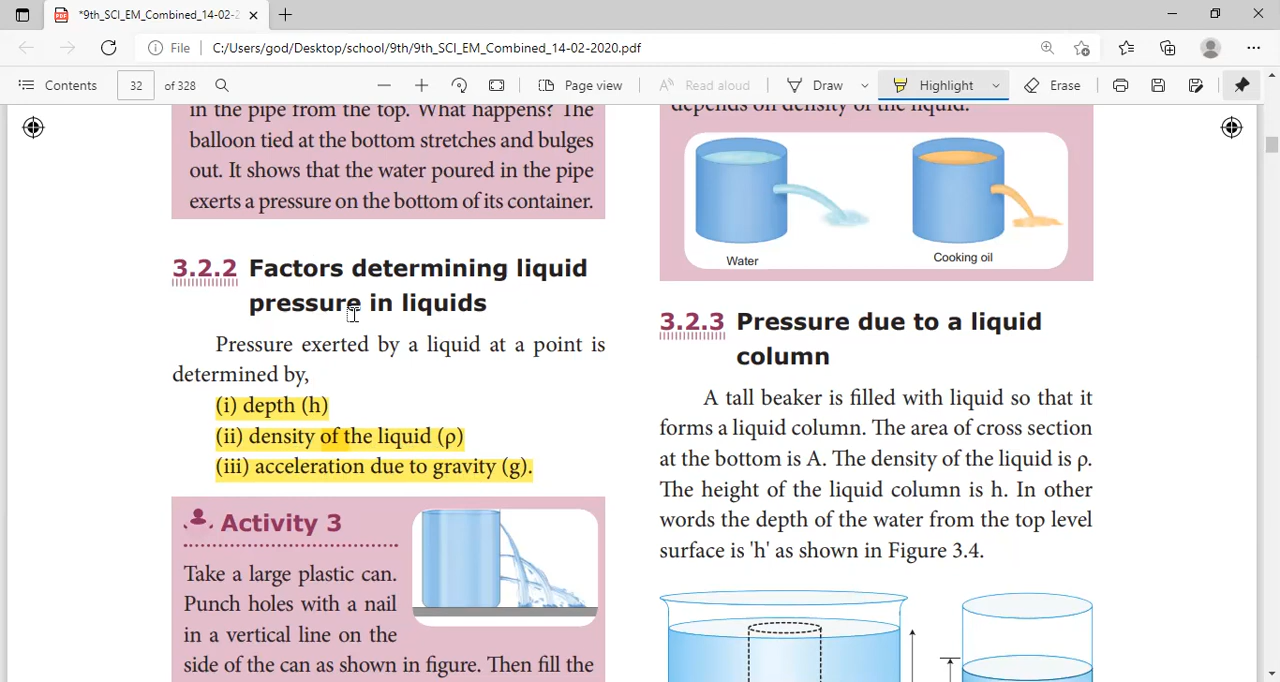 *9th_SCI_EM_Combined_14-02-2
File
C:/Users/god/Desktop/school/9th/9th_SCI_EM_Combined_14-02-2020.pdf
Contents
32
of 328
Page view
Read aloud
Draw
Highlight
Erase
in the pipe from the top. What happens? The
balloon tied at the bottom stretches and bulges
out. It shows that the water poured in the pipe
exerts a pressure on the bottom of its container.
3.2.2 Factors determining liquid
pressure in liquids
Pressure exerted by a liquid at a point is
determined by,
(i) depth (h)
(ii) density of the liquid (ρ)
(iii) acceleration due to gravity (g).
Activity 3
Take a large plastic can.
Punch holes with a nail
in a vertical line on the
side of the can as shown in figure. Then fill the
depends on density of the liquid.
Water
Cooking oil
3.2.3 Pressure due to a liquid
column
A tall beaker is filled with liquid so that it
forms a liquid column. The area of cross section
at the bottom is A. The density of the liquid is ρ.
The height of the liquid column is h. In other
words the depth of the water from the top level
surface is 'h' as shown in Figure 3.4.